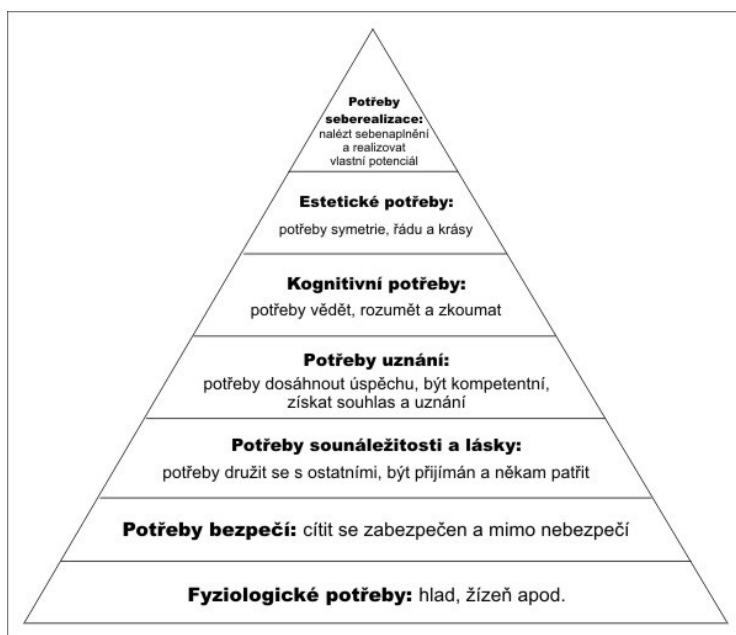 Potřeby
seberealizace:
nalézt sebenaplnění
a realizovat
vlastní potenciál
Estetické potřeby:
potřeby symetrie, řádu a krásy
Kognitivní potřeby:
potřeby vědět, rozumět a zkoumat
Potřeby uznání:
potřeby dosáhnout úspěchu, být kompetentní,
získat souhlas a uznání
Potřeby sounáležitosti a lásky:
potřeby družit se s ostatními, být přijímán a někam patřit
Potřeby bezpečí: cítit se zabezpečen a mimo nebezpečí
Fyziologické potřeby: hlad, žízeň apod.